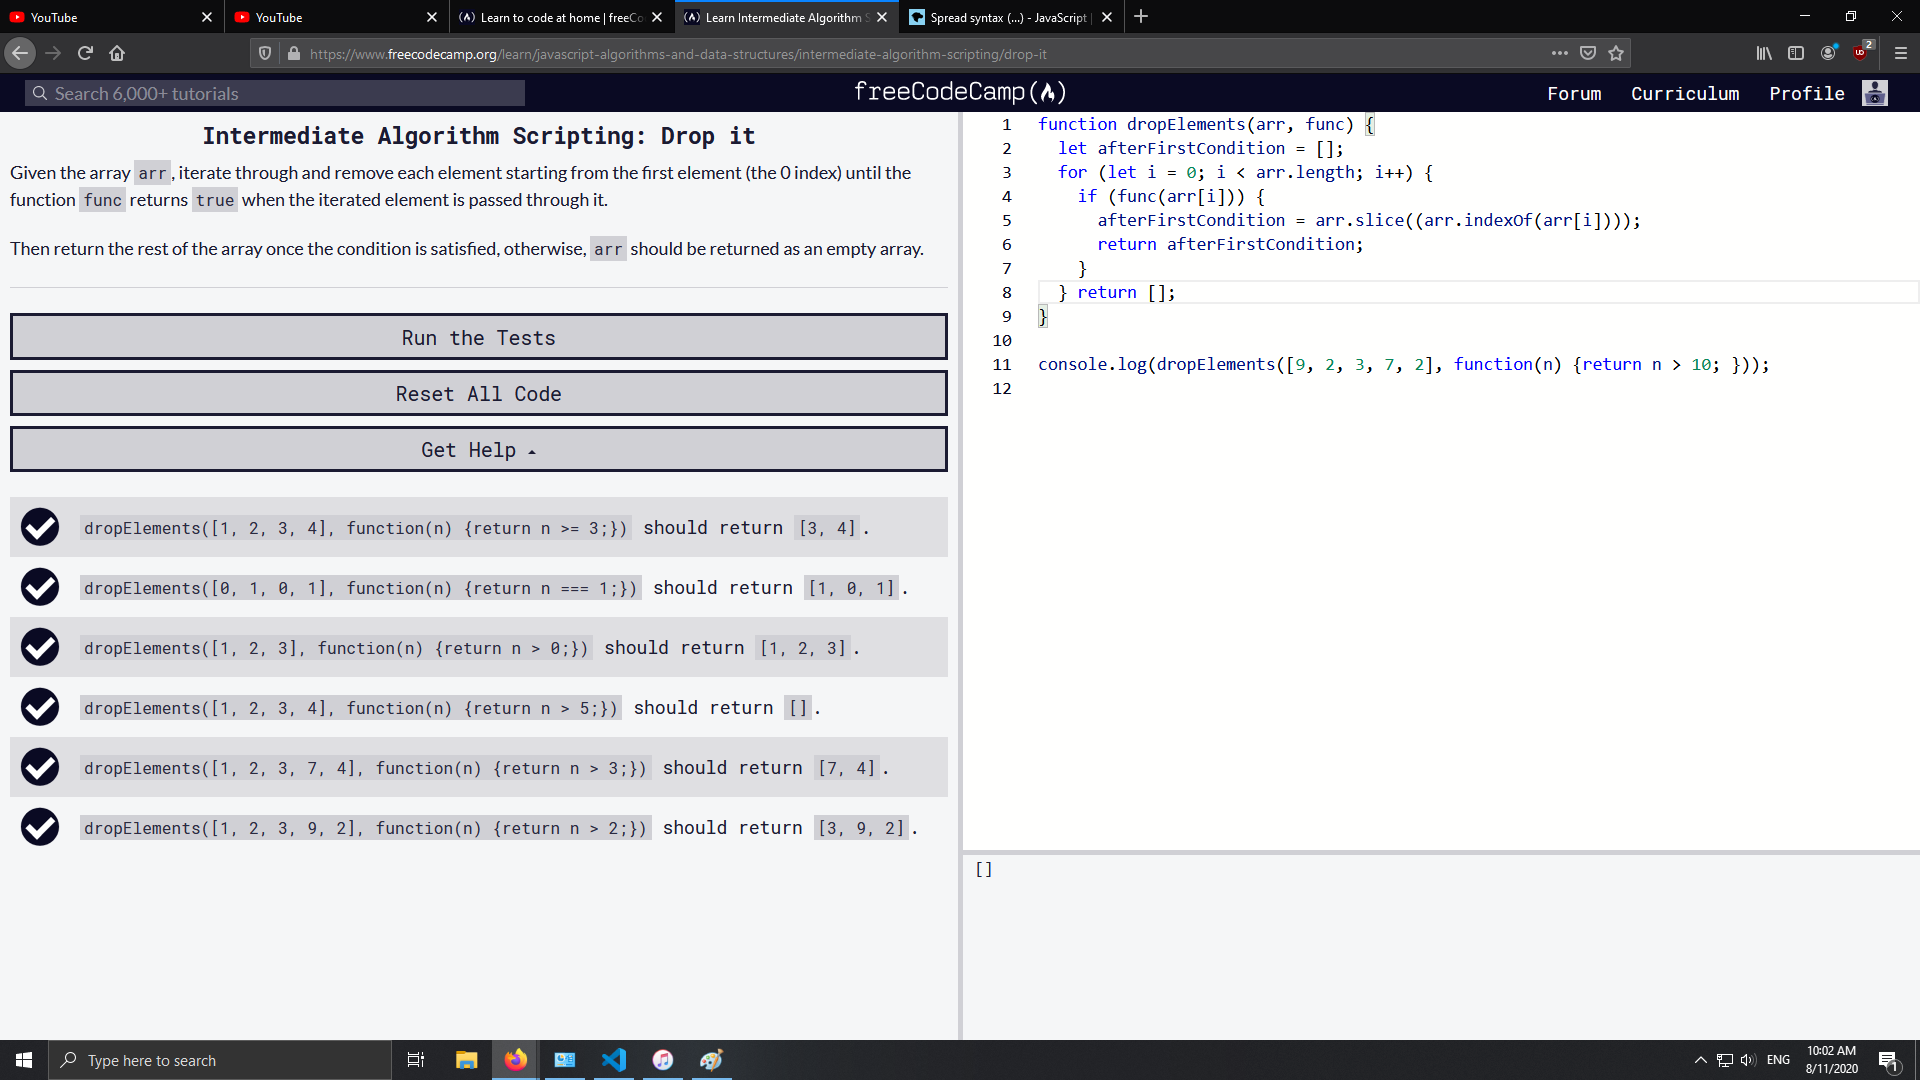 YouTube
YouTube
Learn to code at home | freeCo
Learn Intermediate Algorithm S
Spread syntax (...) - JavaScript |
https://www.freecodecamp.org/learn/javascript-algorithms-and-data-structures/intermediate-algorithm-scripting/drop-it
2
Search 6,000+ tutorials
freeCodeCamp
Forum
Curriculum
Profile
Intermediate Algorithm Scripting: Drop it
Given the array arr, iterate through and remove each element starting from the first element (the 0 index) until the
function func returns true when the iterated element is passed through it.
Then return the rest of the array once the condition is satisfied, otherwise, arr should be returned as an empty array.
Run the Tests
Reset All Code
Get Help
dropElements([1, 2, 3, 4], function(n) {return n >= 3;}) should return [3, 4].
dropElements([0, 1, 0, 1], function(n) {return n === 1;}) should return [1, 0, 1].
dropElements([1, 2, 3], function(n) {return n > 0;}) should return [1, 2, 3].
dropElements([1, 2, 3, 4], function(n) {return n > 5;}) should return [].
dropElements([1, 2, 3, 7, 4], function(n) {return n > 3;}) should return [7, 4].
dropElements([1, 2, 3, 9, 2], function(n) {return n > 2;}) should return [3, 9, 2].
1 function dropElements(arr, func) {
2 let afterFirstCondition = [];
3 for (let i = 0; i < arr.length; i++) {
4 if (func(arr[i])) {
5 afterFirstCondition = arr.slice((arr.indexOf(arr[i])));
6 return afterFirstCondition;
7 }
8 } return [];
9 }
10
11 console.log(dropElements([9, 2, 3, 7, 2], function(n) {return n > 10; }));
12
[]
Type here to search
ENG
10:02 AM
8/11/2020
1